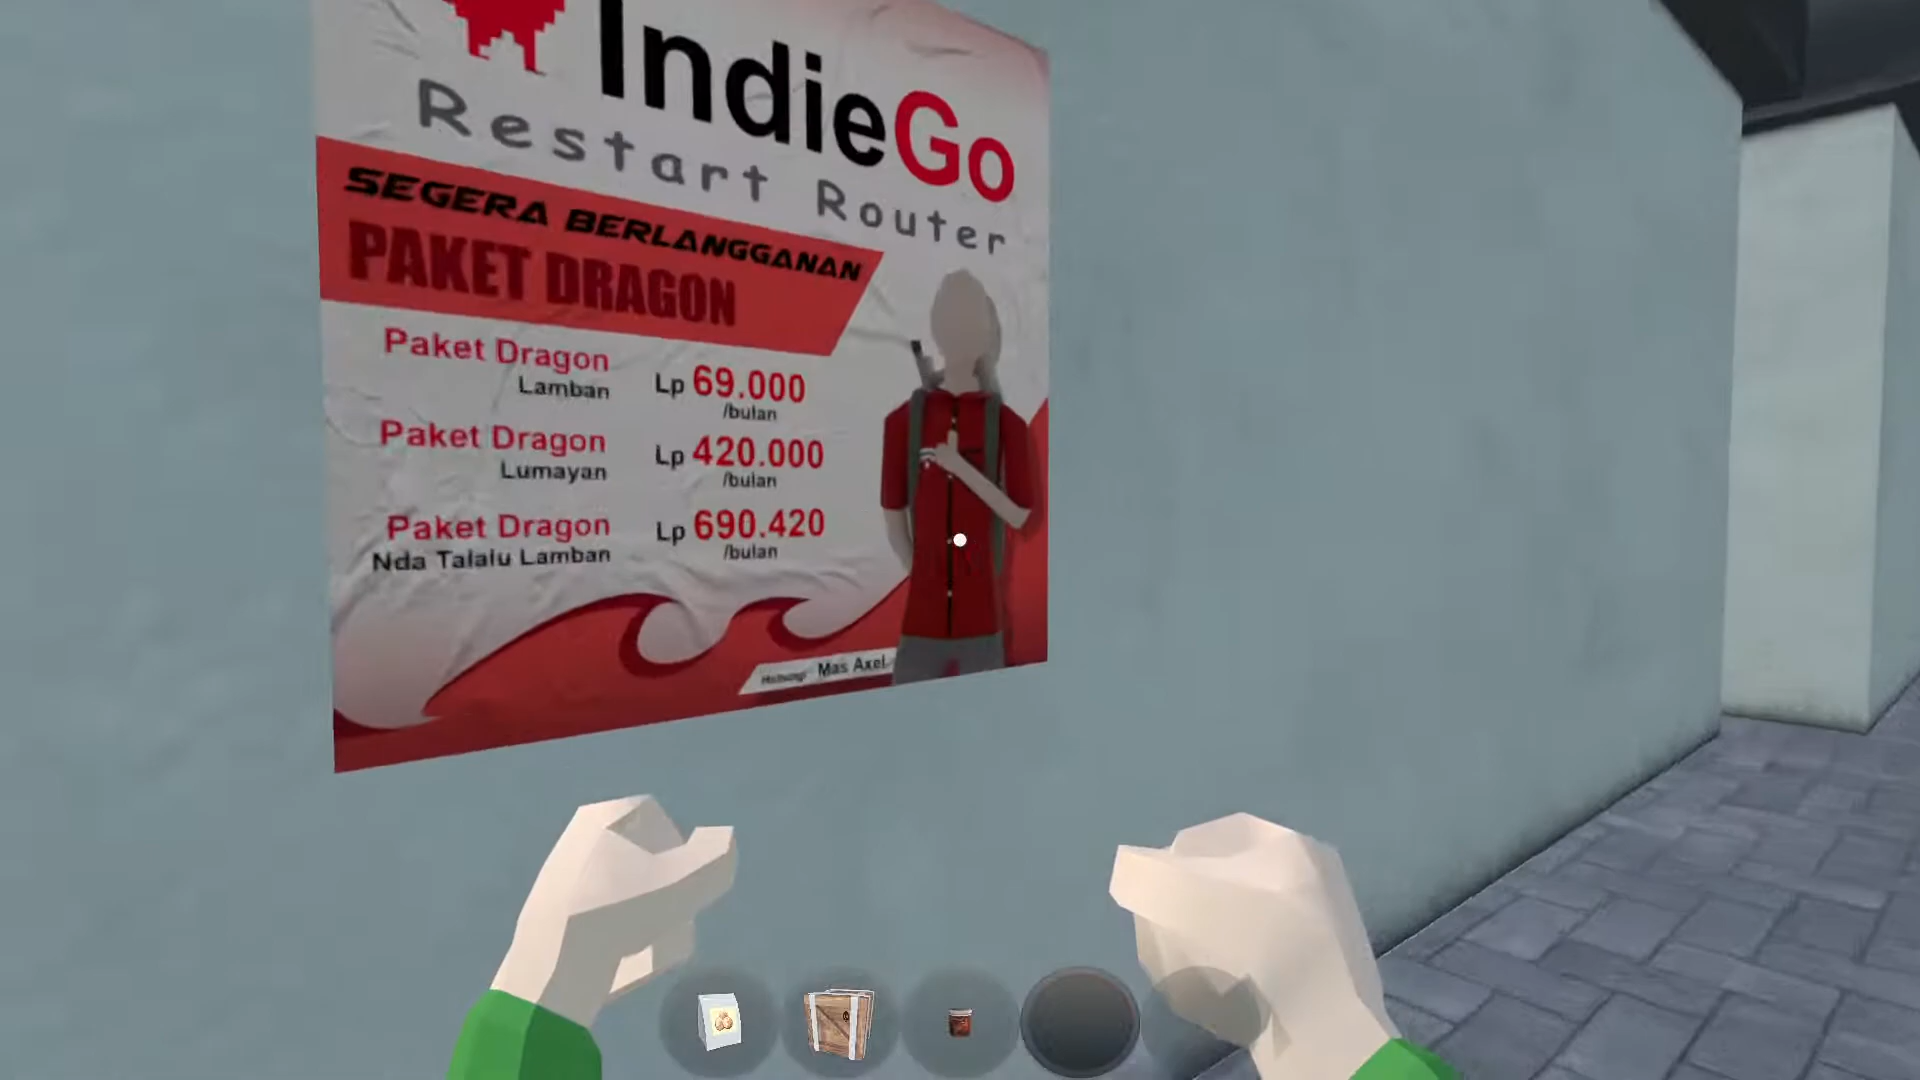 IndieGo
Restart Router
SEGERA BERLANGGANAN
PAKET DRAGON
Paket Dragon
Lamban
Lp 69.000
/bulan
Paket Dragon
Lumayan
Lp 420.000
/bulan
Paket Dragon
Nda Talalu Lamban
Lp 690.420
/bulan
Hubungi Mas Axel